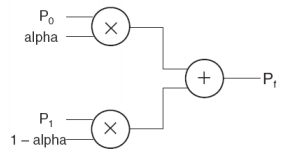 P₀
alpha
×
+
Pf
P₁
1 – alpha
×